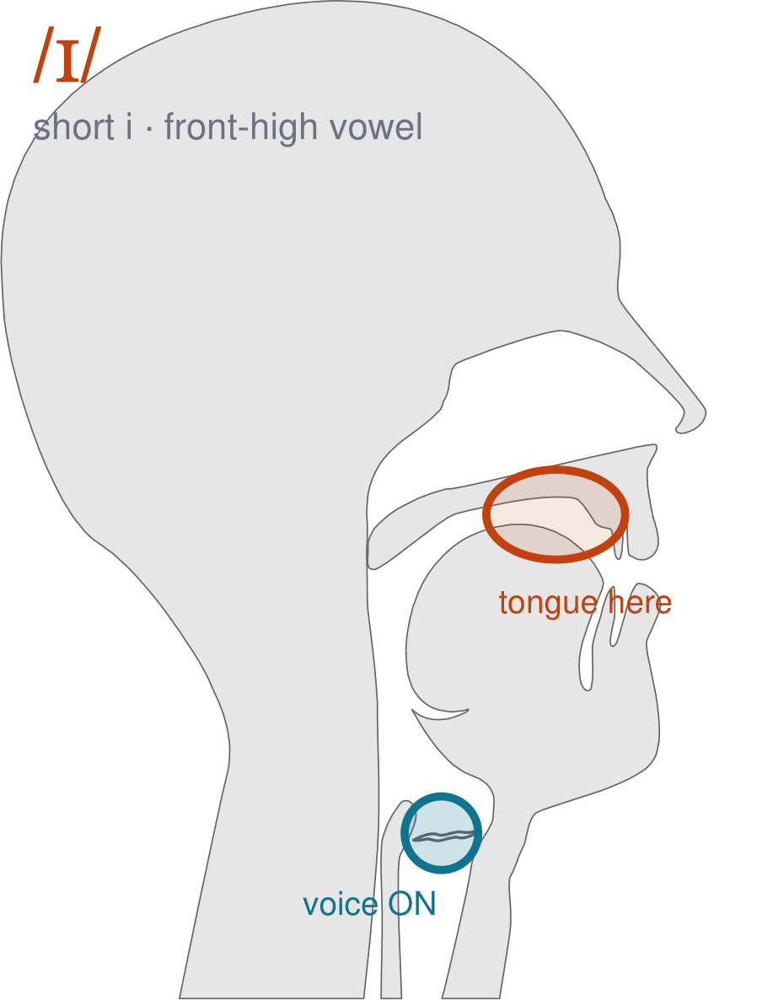 /ɪ/
short i · front-high vowel
tongue here
voice ON